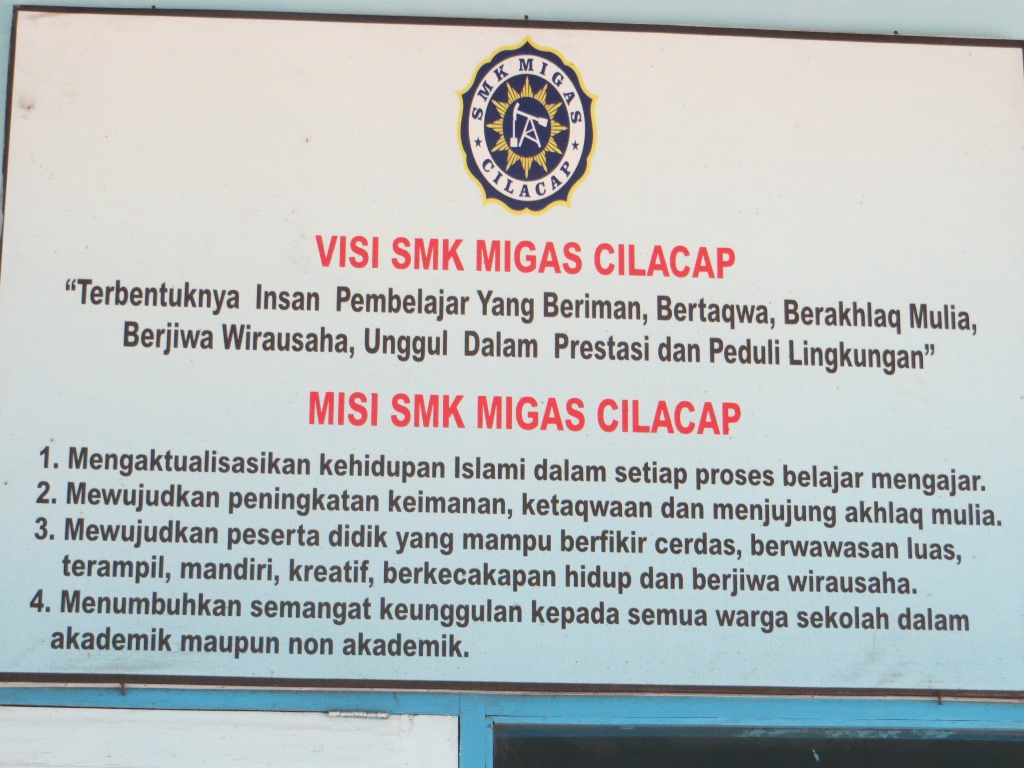 SMK MIGAS
CILACAP
VISI SMK MIGAS CILACAP
“Terbentuknya Insan Pembelajar Yang Beriman, Bertaqwa, Berakhlaq Mulia,
Berjiwa Wirausaha, Unggul Dalam Prestasi dan Peduli Lingkungan”
MISI SMK MIGAS CILACAP
1. Mengaktualisasikan kehidupan Islami dalam setiap proses belajar mengajar.
2. Mewujudkan peningkatan keimanan, ketaqwaan dan menjujung akhlaq mulia.
3. Mewujudkan peserta didik yang mampu berfikir cerdas, berwawasan luas,
terampil, mandiri, kreatif, berkecakapan hidup dan berjiwa wirausaha.
4. Menumbuhkan semangat keunggulan kepada semua warga sekolah dalam
akademik maupun non akademik.